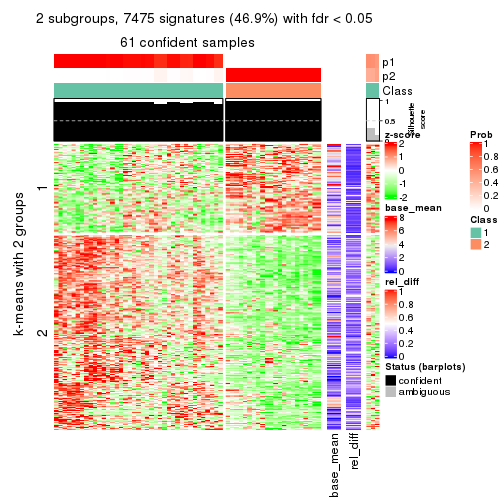 2 subgroups, 7475 signatures (46.9%) with fdr < 0.05
61 confident samples
p1
p2
Class
1
0.5
0
Silhouette
score
k-means with 2 groups
1
2
base_mean
rel_diff
z-score
2
1
0
-1
-2
base_mean
8
6
4
2
0
rel_diff
1
0.8
0.6
0.4
0.2
0
Status (barplots)
confident
ambiguous
Prob
1
0.8
0.6
0.4
0.2
0
Class
1
2